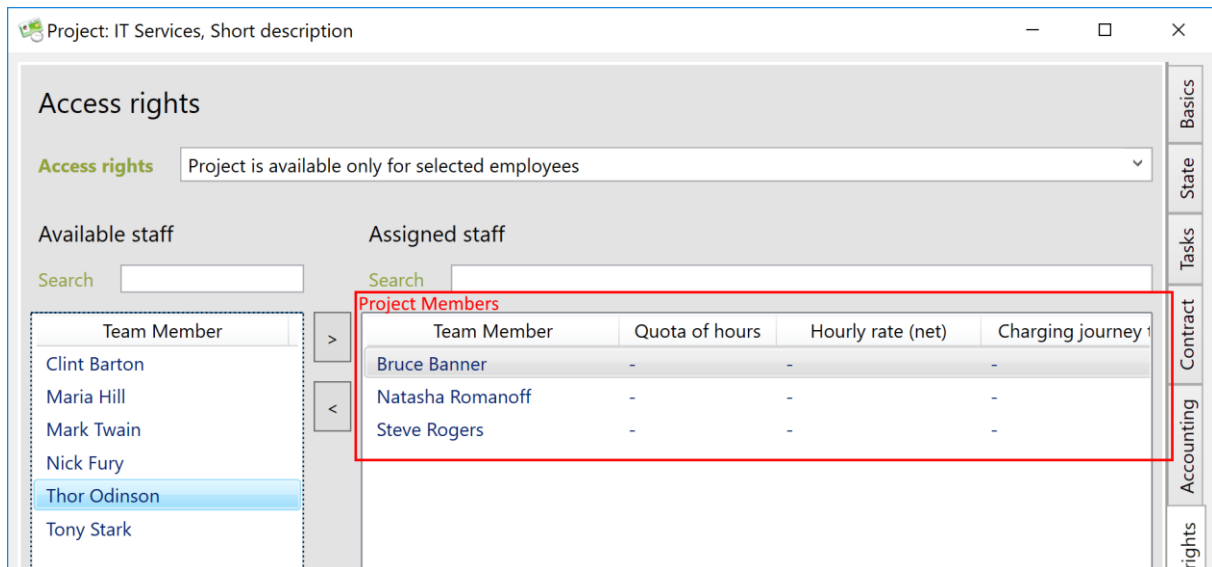 Project: IT Services, Short description
Access rights
Access rights Project is available only for selected employees
Available staff
Search
Team Member
Clint Barton
Maria Hill
Mark Twain
Nick Fury
Thor Odinson
Tony Stark
>
<
Assigned staff
Search
Project Members
Team Member Quota of hours Hourly rate (net) Charging journey t
Bruce Banner - - -
Natasha Romanoff - - -
Steve Rogers - - -
Basics
State
Tasks
Contract
Accounting
rights